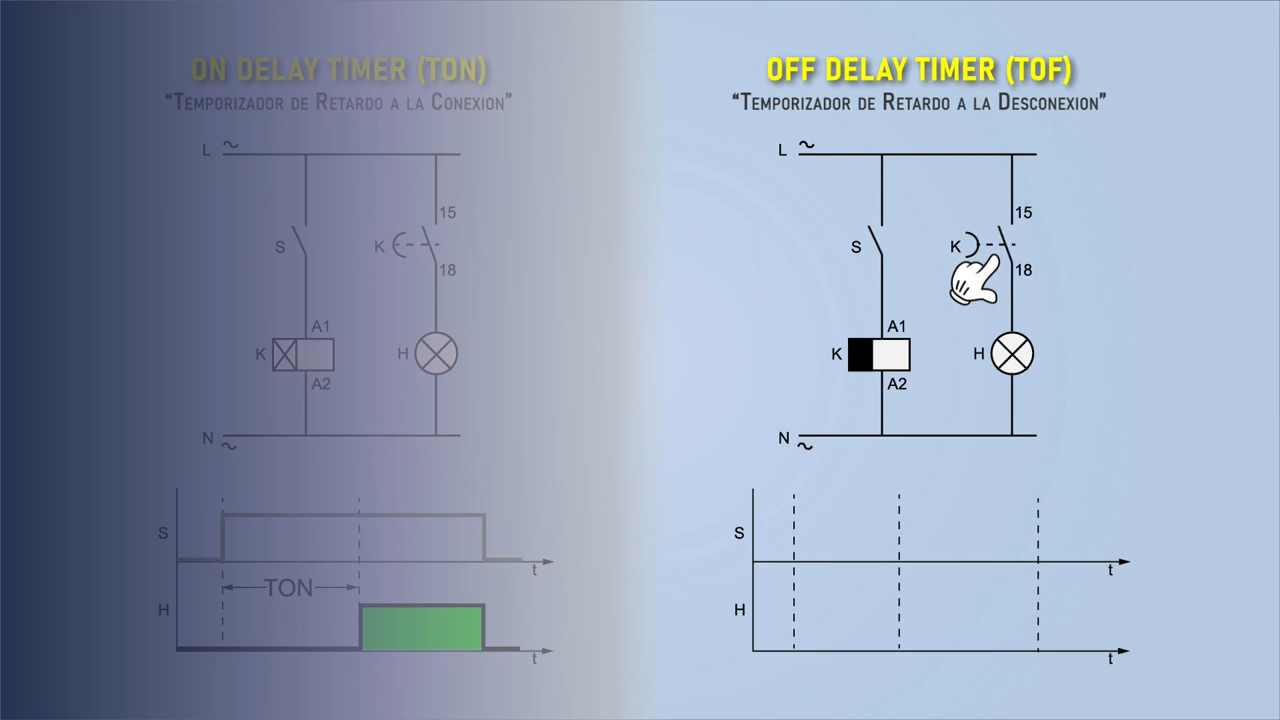 ON DELAY TIMER (TON)
“Temporizador de Retardo a la Conexion”
L ~
15
S
K
18
A1
K
H
A2
N ~
S
t
TON
H
t
OFF DELAY TIMER (TOF)
“Temporizador de Retardo a la Desconexion”
L ~
15
S
K
18
A1
K
H
A2
N ~
S
t
H
t